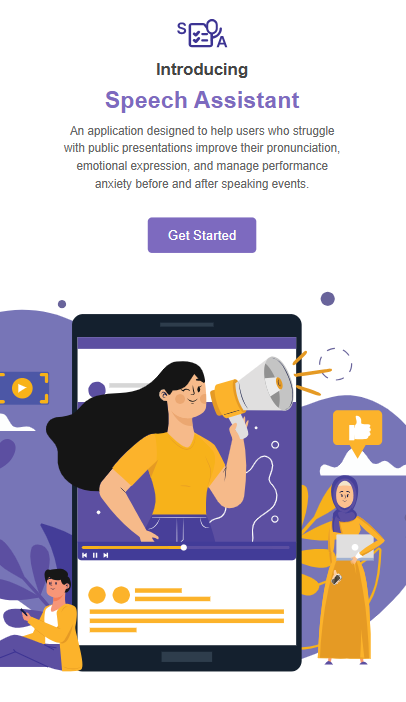 S A
Introducing
Speech Assistant
An application designed to help users who struggle
with public presentations improve their pronunciation,
emotional expression, and manage performance
anxiety before and after speaking events.
Get Started